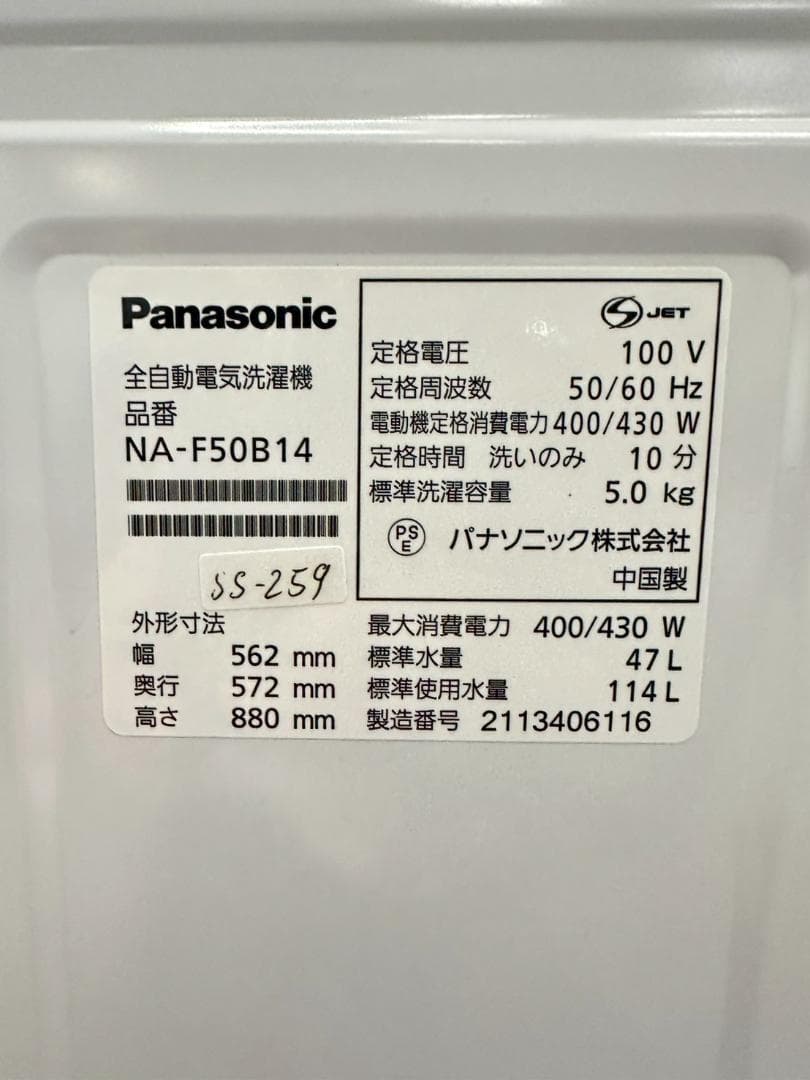 Panasonic
全自動電気洗濯機
品番
NA-F50B14
SS-259
外形寸法
幅 562 mm
奥行 572 mm
高さ 880 mm
S JET
定格電圧 100 V
定格周波数 50/60 Hz
電動機定格消費電力 400/430 W
定格時間 洗いのみ 10 分
標準洗濯容量 5.0 kg
PS E パナソニック株式会社
中国製
最大消費電力 400/430 W
標準水量 47 L
標準使用水量 114 L
製造番号 2113406116